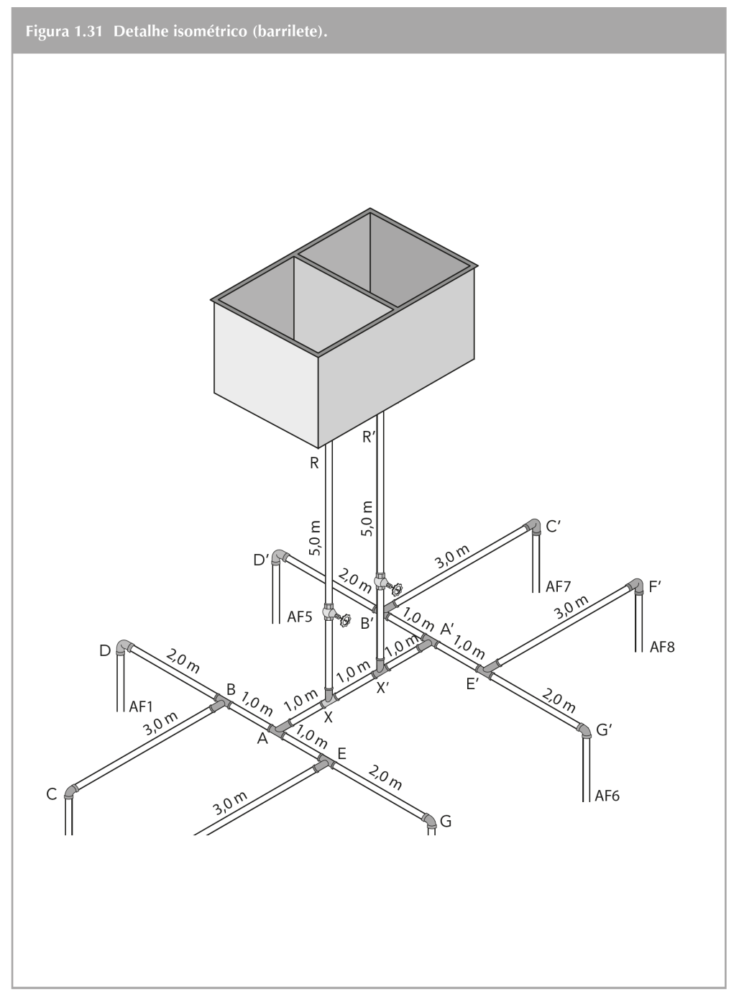 Figura 1.31 Detalhe isométrico (barrilete).
R′
R
5,0 m
5,0 m
C′
D′
3,0 m
2,0 m
AF7
F′
3,0 m
AF5
B′
1,0 m
A′
1,0 m
1,0 m
AF8
D
2,0 m
1,0 m
E′
X′
B
1,0 m
1,0 m
X
2,0 m
AF1
3,0 m
A
1,0 m
G′
E
2,0 m
C
3,0 m
AF6
G